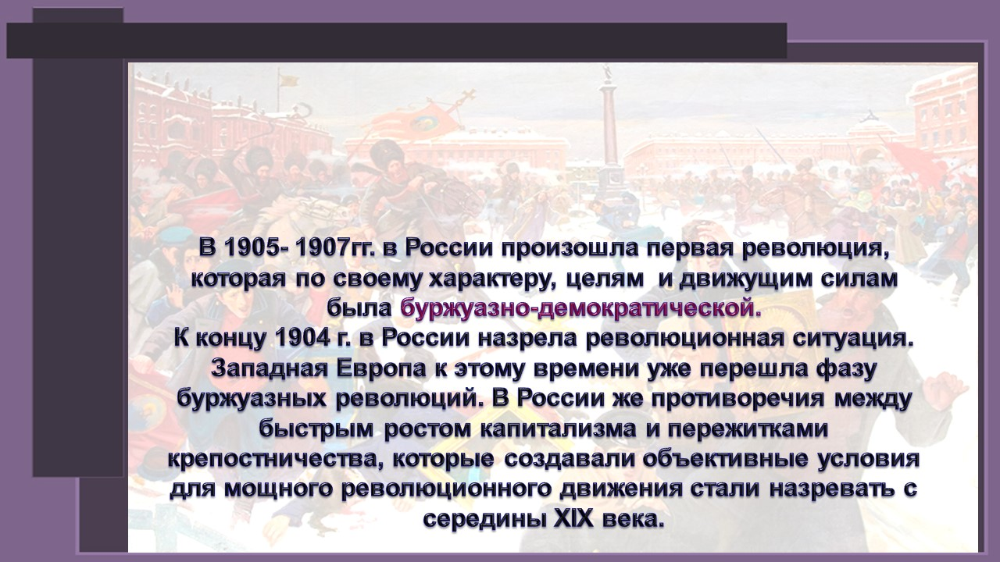 В 1905- 1907гг. в России произошла первая революция,
которая по своему характеру, целям  и движущим силам
была буржуазно-демократической.
К концу 1904 г. в России назрела революционная ситуация.
Западная Европа к этому времени уже перешла фазу
буржуазных революций. В России же противоречия между
быстрым ростом капитализма и пережитками
крепостничества, которые создавали объективные условия
для мощного революционного движения стали назревать с
середины XIX века.